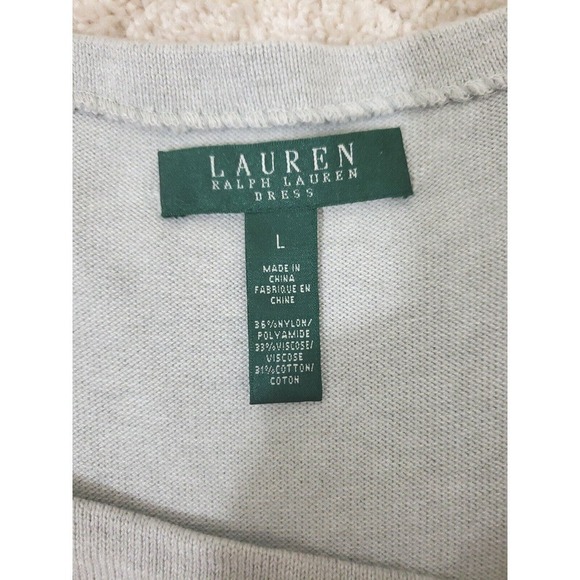 LAUREN
RALPH LAUREN
DRESS
L
MADE IN
CHINA
FABRIQUE EN
CHINE
36%NYLON/
POLYAMIDE
33%VISCOSE/
VISCOSE
31%COTTON/
COTON